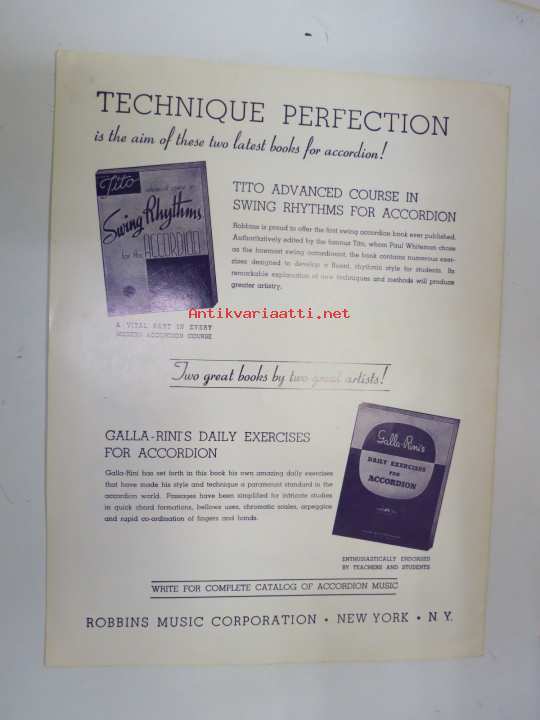 TECHNIQUE PERFECTION
is the aim of these two latest books for accordion!
Tito
advanced course in
Swing Rhythms
for the
ACCORDION
A VITAL PART IN EVERY
MODERN ACCORDION COURSE
TITO ADVANCED COURSE IN
SWING RHYTHMS FOR ACCORDION
Robbins is proud to offer the first swing accordion book ever published.
Authoritatively edited by the famous Tito, whom Paul Whiteman chose
as the foremost swing accordionist, the book contains numerous exer-
cises designed to develop a fluent, rhythmic style for students. Its
remarkable explanation of new techniques and methods will produce
greater artistry.
Antikvariaatti.net
Two great books by two great artists!
GALLA-RINI'S DAILY EXERCISES
FOR ACCORDION
Galla-Rini has set forth in this book his own amazing daily exercises
that have made his style and technique a paramount standard in the
accordion world. Passages have been simplified for intricate studies
in quick chord formations, bellows uses, chromatic scales, arpeggios
and rapid co-ordination of fingers and hands.
Galla-Rini's
DAILY EXERCISES
FOR
ACCORDION
ENTHUSIASTICALLY ENDORSED
BY TEACHERS AND STUDENTS
WRITE FOR COMPLETE CATALOG OF ACCORDION MUSIC
ROBBINS MUSIC CORPORATION • NEW YORK • N. Y.